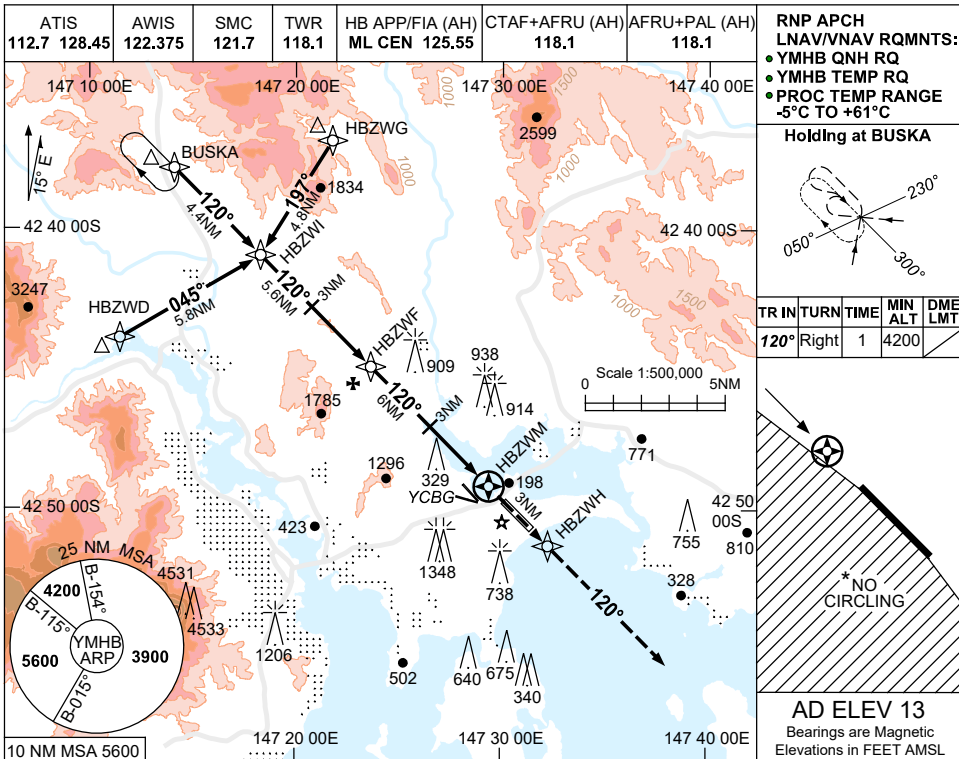 ATIS
112.7 128.45
AWIS
122.375
SMC
121.7
TWR
118.1
HB APP/FIA (AH)
ML CEN 125.55
CTAF+AFRU (AH)
118.1
AFRU+PAL (AH)
118.1
RNP APCH
LNAV/VNAV RQMNTS:
YMHB QNH RQ
YMHB TEMP RQ
PROC TEMP RANGE
-5°C TO +61°C
147 10 00E
147 20 00E
147 30 00E
147 40 00E
1000
1500
2599
1000
15° E
BUSKA
HBZWG
1834
197°
4.8NM
120°
4.4NM
HBZWI
42 40 00S
42 40 00S
3247
HBZWD
045°
5.8NM
120°
5.6NM
3NM
1500
1000
HBZWF
909
938
914
Scale 1:500,000
0
5NM
1785
120°
6NM
3NM
1296
329
YCBG
HBZWM
198
771
3NM
HBZWH
42 50 00S
42 50
00S
423
1348
738
755
810
328
120°
25 NM MSA
4531
4533
4200
B-154°
B-115°
YMHB
ARP
5600
3900
B-015°
1206
502
640
675
340
10 NM MSA 5600
147 20 00E
147 30 00E
147 40 00E
Holding at BUSKA
230°
050°
300°
TR IN
TURN
TIME
MIN
ALT
DME
LMT
120°
Right
1
4200
*NO
CIRCLING
AD ELEV 13
Bearings are Magnetic
Elevations in FEET AMSL